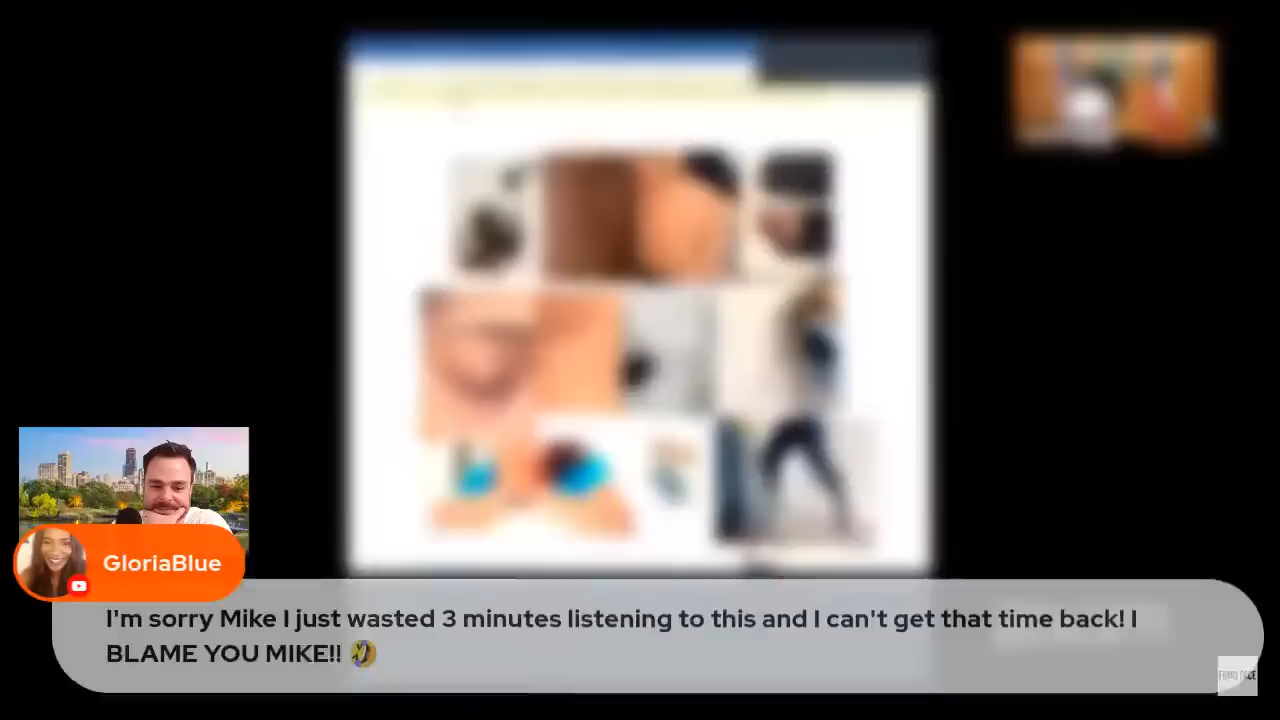 GloriaBlue
I'm sorry Mike I just wasted 3 minutes listening to this and I can't get that time back! I
BLAME YOU MIKE!! 🤣